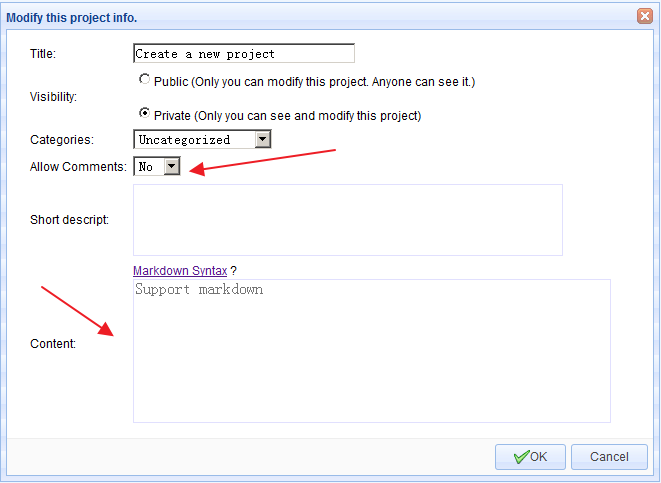 Modify this project info.
Title: Create a new project
Public (Only you can modify this project. Anyone can see it.)
Visibility:
Private (Only you can see and modify this project)
Categories: Uncategorized
Allow Comments: No
Short descript:
Markdown Syntax ?
Support markdown
Content:
OK Cancel